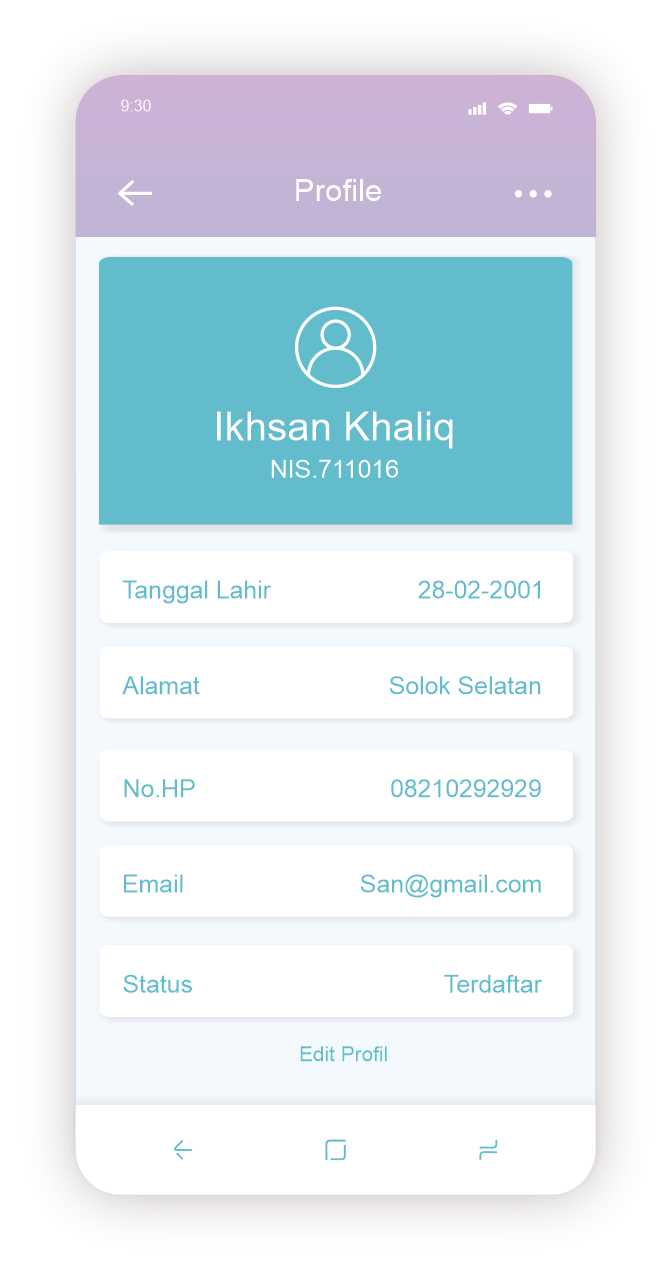 9:30
Profile
Ikhsan Khaliq
NIS.711016
Tanggal Lahir 28-02-2001
Alamat Solok Selatan
No.HP 08210292929
Email San@gmail.com
Status Terdaftar
Edit Profil